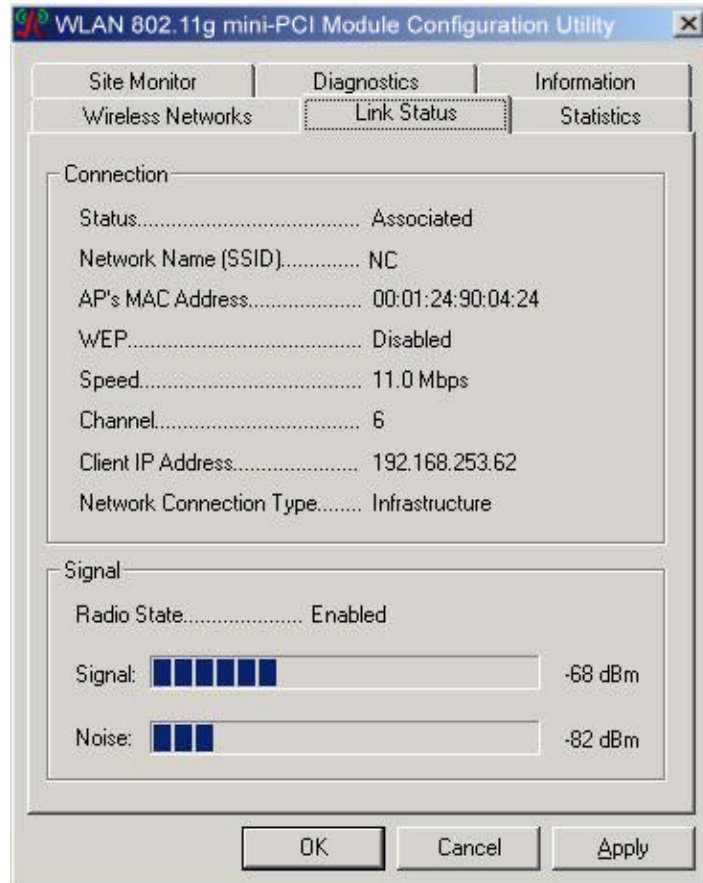 WLAN 802.11g mini-PCI Module Configuration Utility
Site Monitor Diagnostics Information
Wireless Networks Link Status Statistics
Connection
Status................................... Associated
Network Name (SSID)............. NC
AP's MAC Address.................... 00:01:24:90:04:24
WEP..................................... Disabled
Speed................................... 11.0 Mbps
Channel................................. 6
Client IP Address..................... 192.168.253.62
Network Connection Type........ Infrastructure
Signal
Radio State.................... Enabled
Signal: -68 dBm
Noise: -82 dBm
OK Cancel Apply